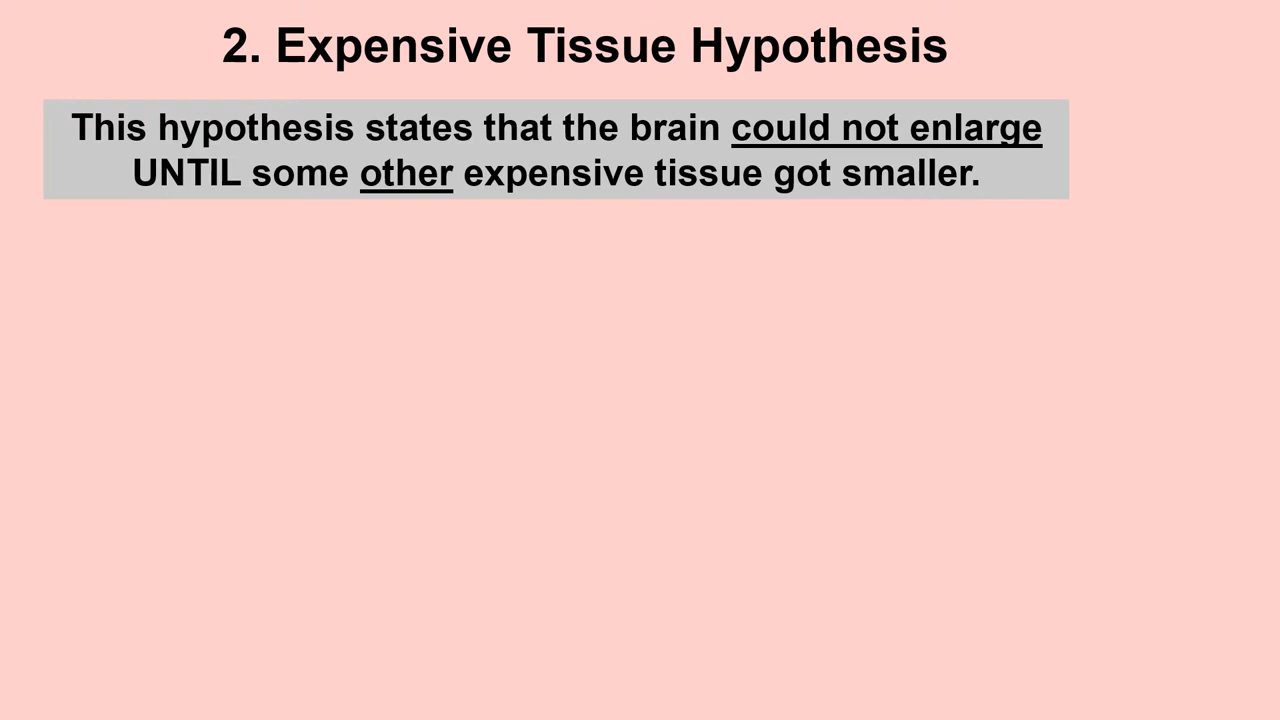 2. Expensive Tissue Hypothesis
This hypothesis states that the brain could not enlarge
UNTIL some other expensive tissue got smaller.